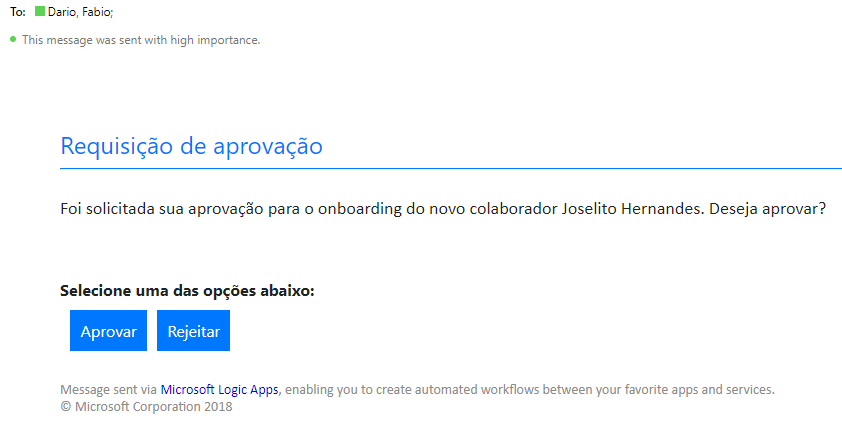 To: Dario, Fabio;
This message was sent with high importance.
Requisição de aprovação
Foi solicitada sua aprovação para o onboarding do novo colaborador Joselito Hernandes. Deseja aprovar?
Selecione uma das opções abaixo:
Aprovar Rejeitar
Message sent via Microsoft Logic Apps, enabling you to create automated workflows between your favorite apps and services.
© Microsoft Corporation 2018